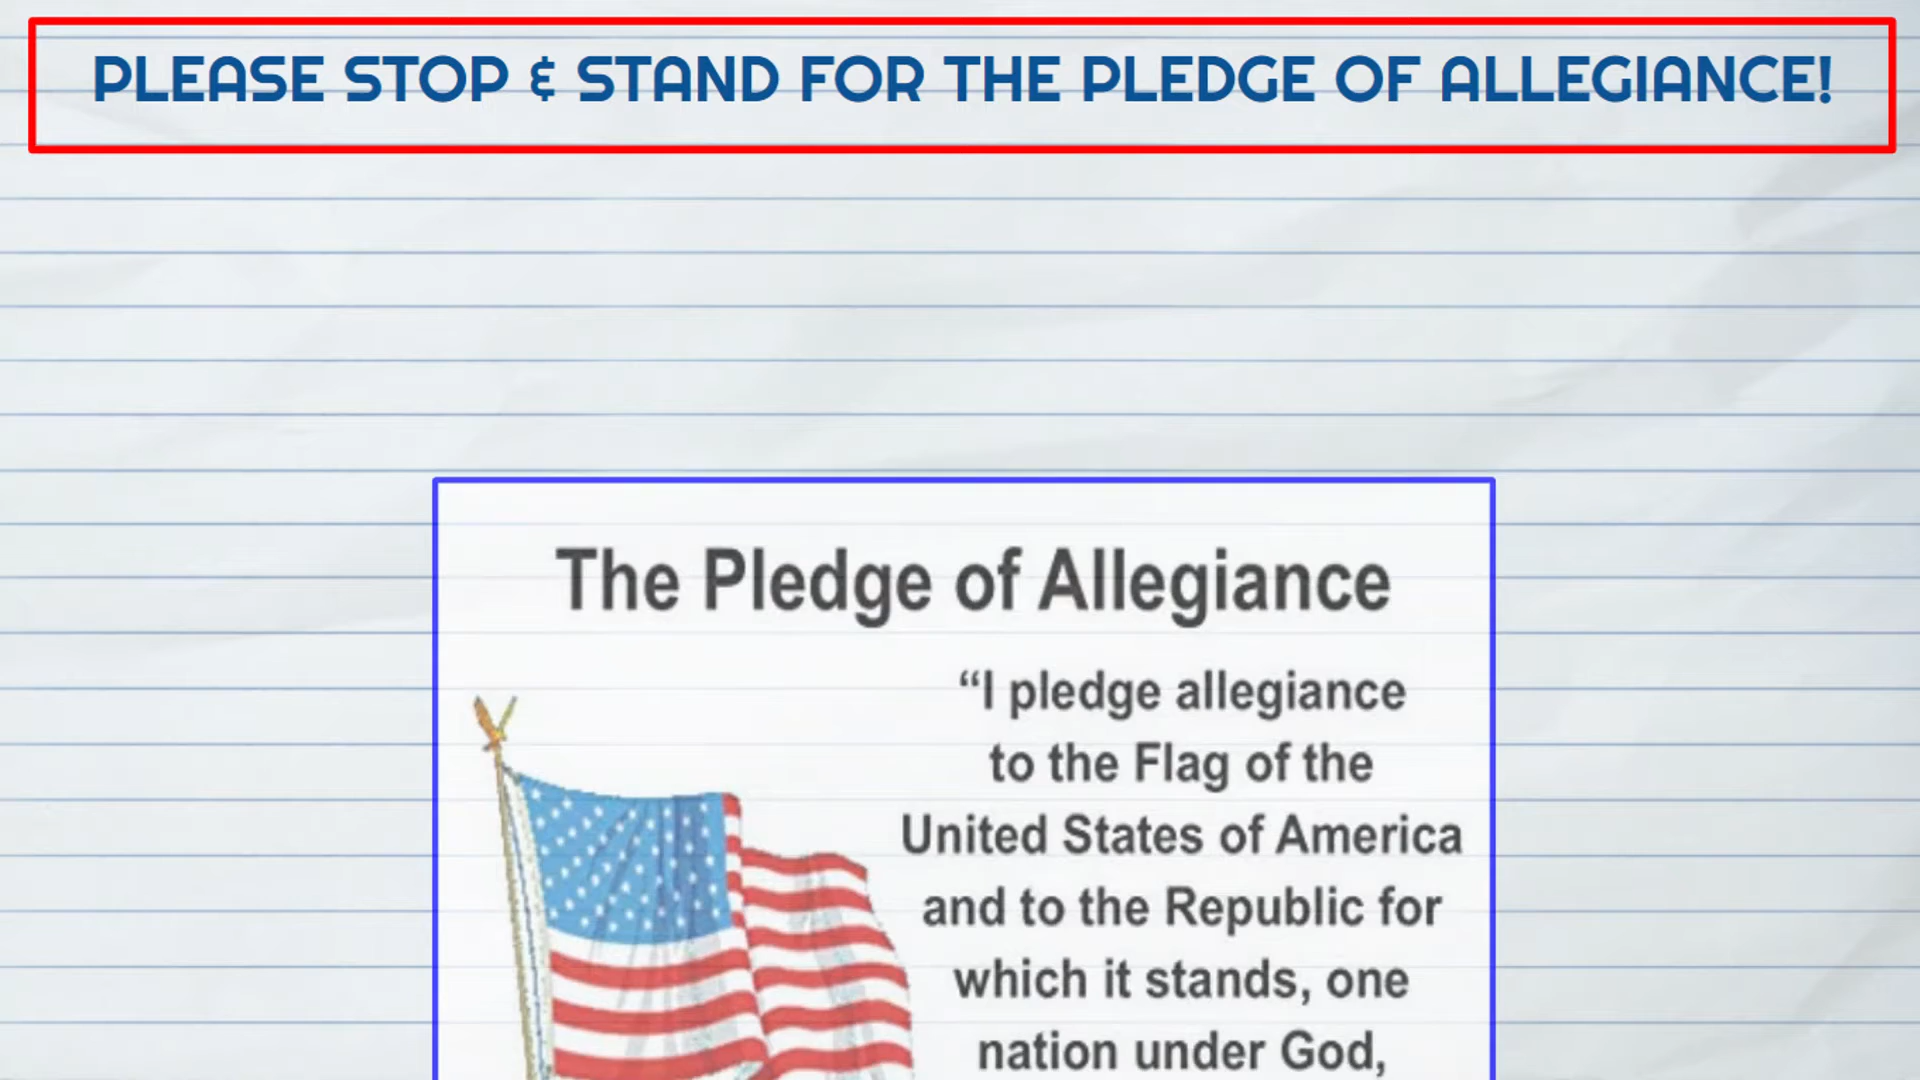 PLEASE STOP & STAND FOR THE PLEDGE OF ALLEGIANCE!
The Pledge of Allegiance
“I pledge allegiance
to the Flag of the
United States of America
and to the Republic for
which it stands, one
nation under God,